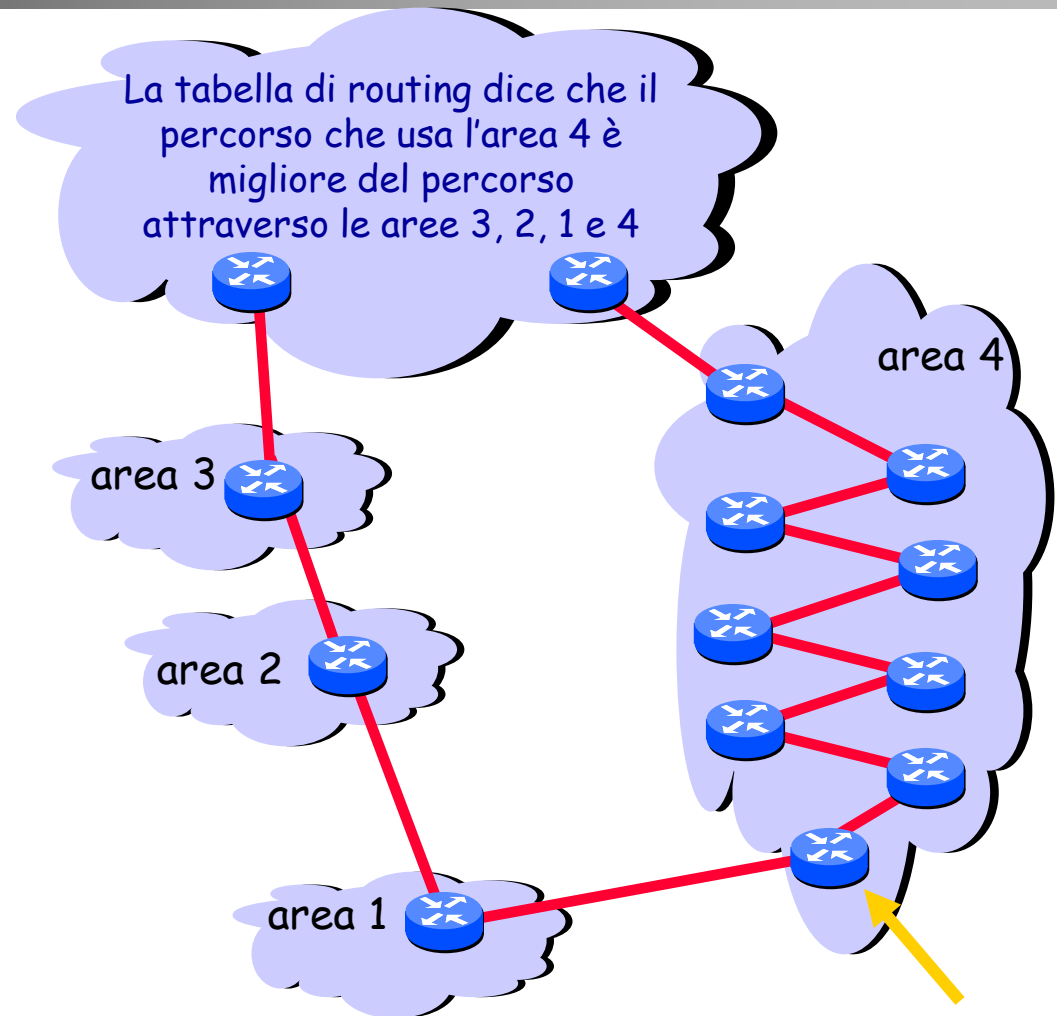 La tabella di routing dice che il
percorso che usa l'area 4 è
migliore del percorso
attraverso le aree 3, 2, 1 e 4
area 4
area 3
area 2
area 1